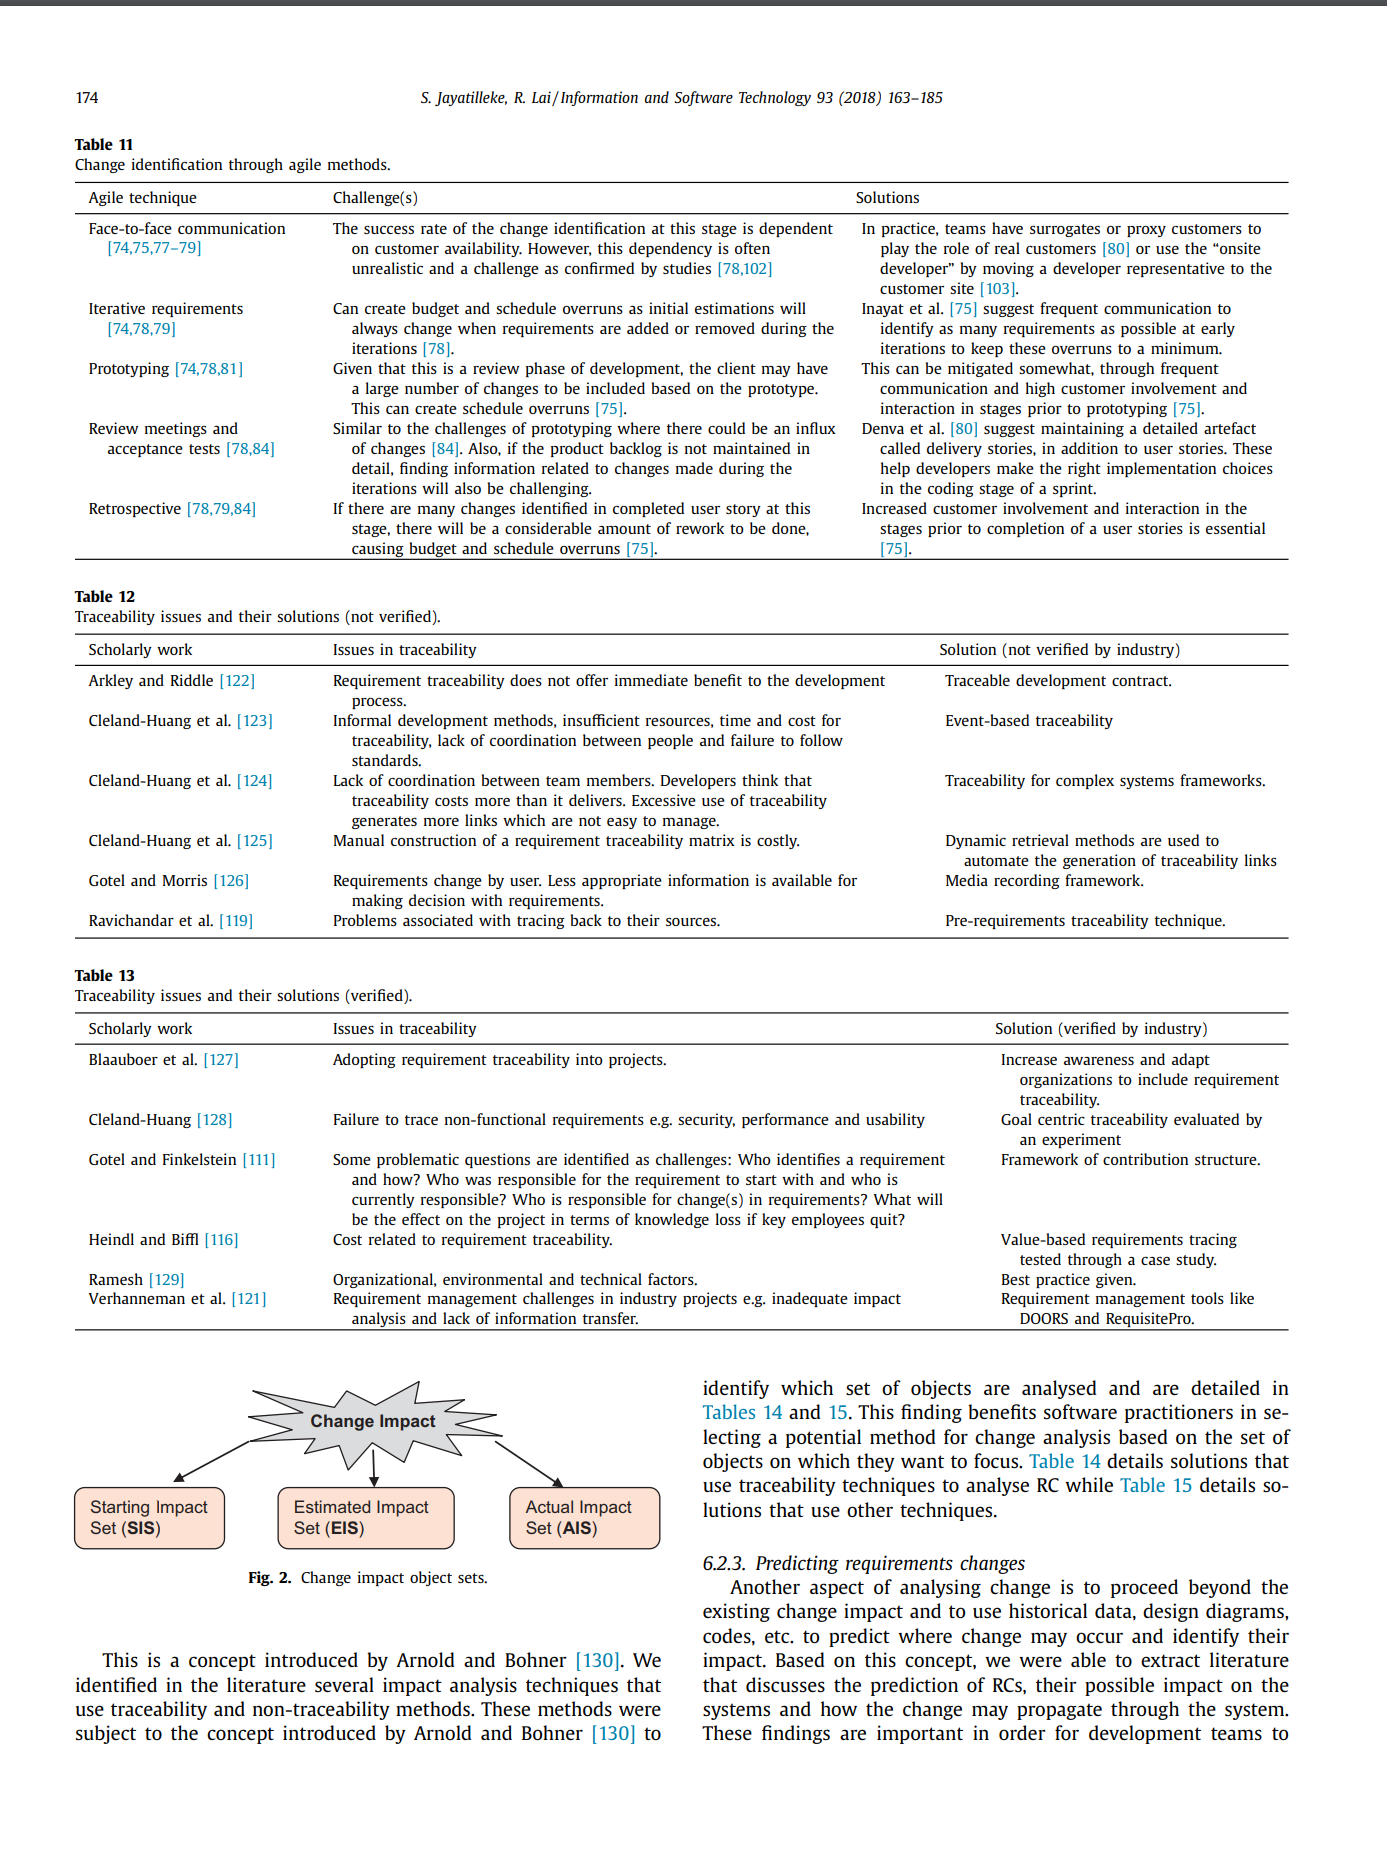 174
S. Jayatilleke, R. Lai / Information and Software Technology 93 (2018) 163–185
Table 11
Change identification through agile methods.
Agile technique Challenge(s) Solutions
Face-to-face communication The success rate of the change identification at this stage is dependent In practice, teams have surrogates or proxy customers to
[74,75,77–79] on customer availability. However, this dependency is often play the role of real customers [80] or use the “onsite
unrealistic and a challenge as confirmed by studies [78,102] developer” by moving a developer representative to the
customer site [103].
Iterative requirements Can create budget and schedule overruns as initial estimations will Inayat et al. [75] suggest frequent communication to
[74,78,79] always change when requirements are added or removed during the identify as many requirements as possible at early
iterations [78]. iterations to keep these overruns to a minimum.
Prototyping [74,78,81] Given that this is a review phase of development, the client may have This can be mitigated somewhat, through frequent
a large number of changes to be included based on the prototype. communication and high customer involvement and
This can create schedule overruns [75]. interaction in stages prior to prototyping [75].
Review meetings and Similar to the challenges of prototyping where there could be an influx Denva et al. [80] suggest maintaining a detailed artefact
acceptance tests [78,84] of changes [84]. Also, if the product backlog is not maintained in called delivery stories, in addition to user stories. These
detail, finding information related to changes made during the help developers make the right implementation choices
iterations will also be challenging. in the coding stage of a sprint.
Retrospective [78,79,84] If there are many changes identified in completed user story at this Increased customer involvement and interaction in the
stage, there will be a considerable amount of rework to be done, stages prior to completion of a user stories is essential
causing budget and schedule overruns [75]. [75].
Table 12
Traceability issues and their solutions (not verified).
Scholarly work Issues in traceability Solution (not verified by industry)
Arkley and Riddle [122] Requirement traceability does not offer immediate benefit to the development Traceable development contract.
process.
Cleland-Huang et al. [123] Informal development methods, insufficient resources, time and cost for Event-based traceability
traceability, lack of coordination between people and failure to follow
standards.
Cleland-Huang et al. [124] Lack of coordination between team members. Developers think that Traceability for complex systems frameworks.
traceability costs more than it delivers. Excessive use of traceability
generates more links which are not easy to manage.
Cleland-Huang et al. [125] Manual construction of a requirement traceability matrix is costly. Dynamic retrieval methods are used to
automate the generation of traceability links
Gotel and Morris [126] Requirements change by user. Less appropriate information is available for Media recording framework.
making decision with requirements.
Ravichandar et al. [119] Problems associated with tracing back to their sources. Pre-requirements traceability technique.
Table 13
Traceability issues and their solutions (verified).
Scholarly work Issues in traceability Solution (verified by industry)
Blaauboer et al. [127] Adopting requirement traceability into projects. Increase awareness and adapt
organizations to include requirement
traceability.
Cleland-Huang [128] Failure to trace non-functional requirements e.g. security, performance and usability Goal centric traceability evaluated by
an experiment
Gotel and Finkelstein [111] Some problematic questions are identified as challenges: Who identifies a requirement Framework of contribution structure.
and how? Who was responsible for the requirement to start with and who is
currently responsible? Who is responsible for change(s) in requirements? What will
be the effect on the project in terms of knowledge loss if key employees quit?
Heindl and Biffl [116] Cost related to requirement traceability. Value-based requirements tracing
tested through a case study.
Ramesh [129] Organizational, environmental and technical factors. Best practice given.
Verhanneman et al. [121] Requirement management challenges in industry projects e.g. inadequate impact Requirement management tools like
analysis and lack of information transfer. DOORS and RequisitePro.
Change Impact
Starting Impact
Set (SIS)
Estimated Impact
Set (EIS)
Actual Impact
Set (AIS)
Fig. 2. Change impact object sets.
This is a concept introduced by Arnold and Bohner [130]. We
identified in the literature several impact analysis techniques that
use traceability and non-traceability methods. These methods were
subject to the concept introduced by Arnold and Bohner [130] to
identify which set of objects are analysed and are detailed in
Tables 14 and 15. This finding benefits software practitioners in se-
lecting a potential method for change analysis based on the set of
objects on which they want to focus. Table 14 details solutions that
use traceability techniques to analyse RC while Table 15 details so-
lutions that use other techniques.
6.2.3. Predicting requirements changes
Another aspect of analysing change is to proceed beyond the
existing change impact and to use historical data, design diagrams,
codes, etc. to predict where change may occur and identify their
impact. Based on this concept, we were able to extract literature
that discusses the prediction of RCs, their possible impact on the
systems and how the change may propagate through the system.
These findings are important in order for development teams to